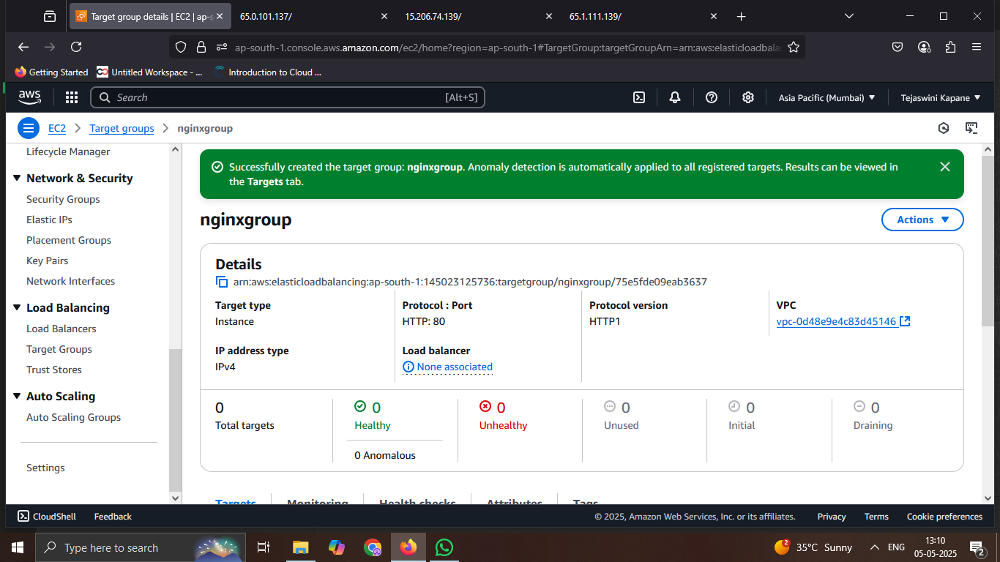 Target group details | EC2 | ap-s
65.0.101.137/
15.206.74.139/
65.1.111.139/
ap-south-1.console.aws.amazon.com/ec2/home?region=ap-south-1#TargetGroup:targetGroupArn=arn:aws:elasticloadbala
Getting Started
Untitled Workspace - ...
Introduction to Cloud ...
aws
Search
[Alt+S]
Asia Pacific (Mumbai)
Tejaswini Kapane
EC2
Target groups
nginxgroup
Lifecycle Manager
Network & Security
Security Groups
Elastic IPs
Placement Groups
Key Pairs
Network Interfaces
Load Balancing
Load Balancers
Target Groups
Trust Stores
Auto Scaling
Auto Scaling Groups
Settings
Successfully created the target group: nginxgroup. Anomaly detection is automatically applied to all registered targets. Results can be viewed in
the Targets tab.
nginxgroup
Actions
Details
arn:aws:elasticloadbalancing:ap-south-1:145023125736:targetgroup/nginxgroup/75e5fde09eab3637
Target type
Instance
Protocol : Port
HTTP: 80
Protocol version
HTTP1
VPC
vpc-0d48e9e4c83d45146
IP address type
IPv4
Load balancer
None associated
0
Total targets
0
Healthy
0 Anomalous
0
Unhealthy
0
Unused
0
Initial
0
Draining
Targets
Monitoring
Health checks
Attributes
Tags
CloudShell
Feedback
© 2025, Amazon Web Services, Inc. or its affiliates.
Privacy
Terms
Cookie preferences
Type here to search
2
35°C Sunny
ENG
13:10
05-05-2025
2